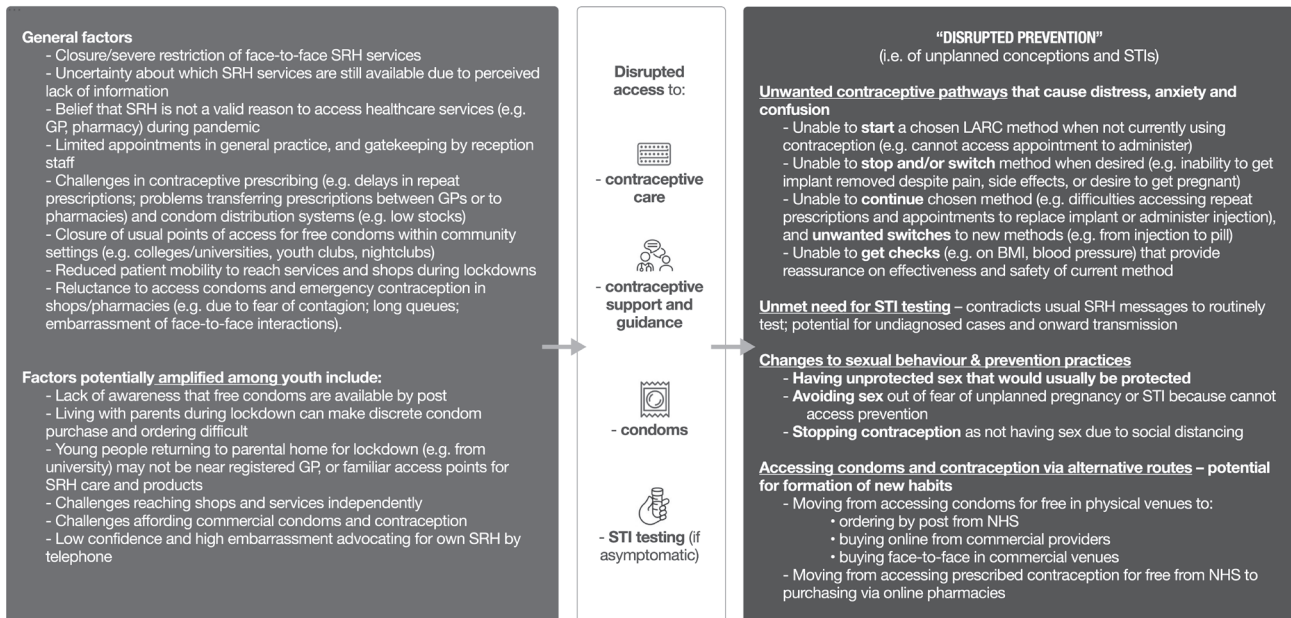 General factors
- Closure/severe restriction of face-to-face SRH services
- Uncertainty about which SRH services are still available due to perceived
lack of information
- Belief that SRH is not a valid reason to access healthcare services (e.g.
GP, pharmacy) during pandemic
- Limited appointments in general practice, and gatekeeping by reception
staff
- Challenges in contraceptive prescribing (e.g. delays in repeat
prescriptions; problems transferring prescriptions between GPs or to
pharmacies) and condom distribution systems (e.g. low stocks)
- Closure of usual points of access for free condoms within community
settings (e.g. colleges/universities, youth clubs, nightclubs)
- Reduced patient mobility to reach services and shops during lockdowns
- Reluctance to access condoms and emergency contraception in
shops/pharmacies (e.g. due to fear of contagion; long queues;
embarrassment of face-to-face interactions).
Factors potentially amplified among youth include:
- Lack of awareness that free condoms are available by post
- Living with parents during lockdown can make discrete condom
purchase and ordering difficult
- Young people returning to parental home for lockdown (e.g. from
university) may not be near registered GP, or familiar access points for
SRH care and products
- Challenges reaching shops and services independently
- Challenges affording commercial condoms and contraception
- Low confidence and high embarrassment advocating for own SRH by
telephone
Disrupted
access to:
- contraceptive
care
- contraceptive
support and
guidance
- condoms
- STI testing (if
asymptomatic)
"DISRUPTED PREVENTION"
(i.e. of unplanned conceptions and STIs)
Unwanted contraceptive pathways that cause distress, anxiety and
confusion
- Unable to start a chosen LARC method when not currently using
contraception (e.g. cannot access appointment to administer)
- Unable to stop and/or switch method when desired (e.g. inability to get
implant removed despite pain, side effects, or desire to get pregnant)
- Unable to continue chosen method (e.g. difficulties accessing repeat
prescriptions and appointments to replace implant or administer injection),
and unwanted switches to new methods (e.g. from injection to pill)
- Unable to get checks (e.g. on BMI, blood pressure) that provide
reassurance on effectiveness and safety of current method
Unmet need for STI testing – contradicts usual SRH messages to routinely
test; potential for undiagnosed cases and onward transmission
Changes to sexual behaviour & prevention practices
- Having unprotected sex that would usually be protected
- Avoiding sex out of fear of unplanned pregnancy or STI because cannot
access prevention
- Stopping contraception as not having sex due to social distancing
Accessing condoms and contraception via alternative routes – potential
for formation of new habits
- Moving from accessing condoms for free in physical venues to:
• ordering by post from NHS
• buying online from commercial providers
• buying face-to-face in commercial venues
- Moving from accessing prescribed contraception for free from NHS to
purchasing via online pharmacies